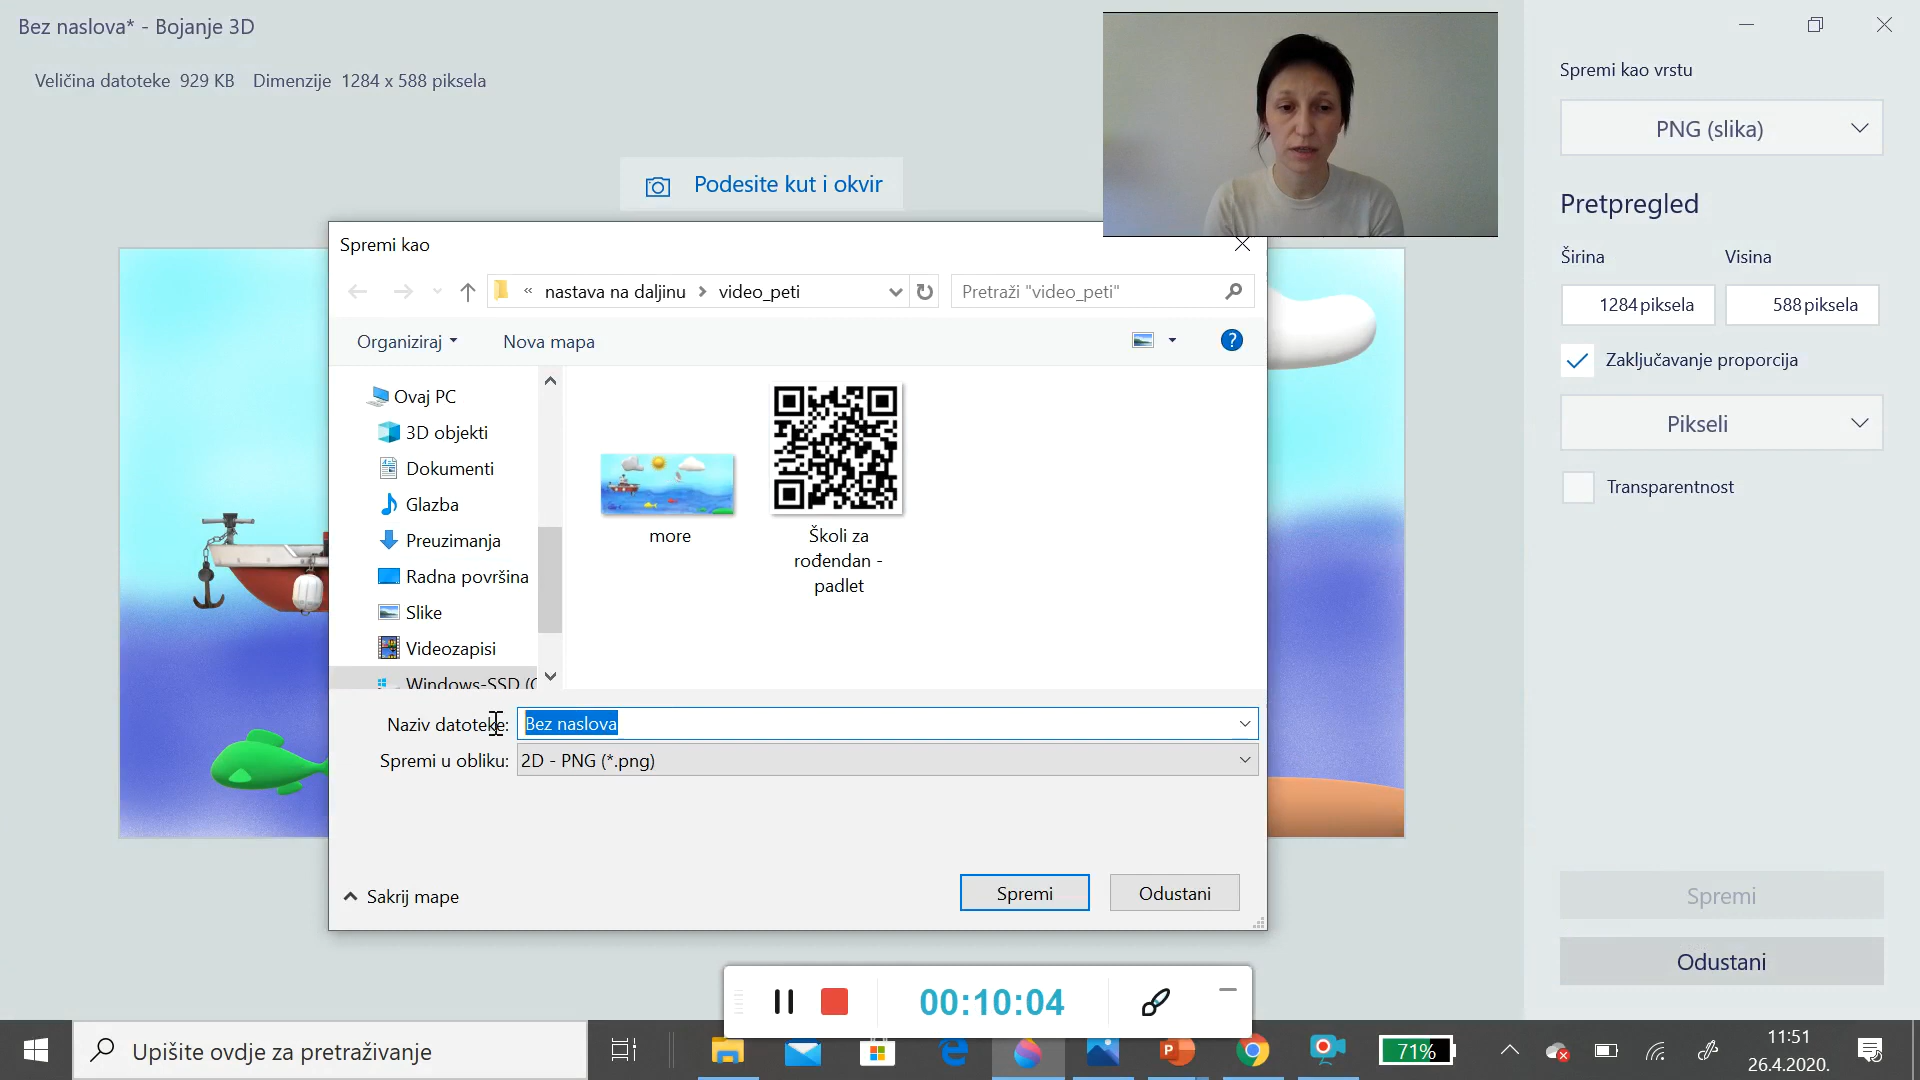 Bez naslova* - Bojanje 3D
Veličina datoteke 929 KB Dimenzije 1284 x 588 piksela
Podesite kut i okvir
Spremi kao vrstu
PNG (slika)
Pretpregled
Širina Visina
1284 piksela 588 piksela
Zaključavanje proporcija
Pikseli
Transparentnost
Spremi
Odustani
Spremi kao
« nastava na daljinu > video_peti
Pretraži "video_peti"
Organiziraj Nova mapa
Ovaj PC
3D objekti
Dokumenti
Glazba
Preuzimanja
Radna površina
Slike
Videozapisi
Windows-SSD (
more
Školi za
rođendan -
padlet
Naziv datoteke: Bez naslova
Spremi u obliku: 2D - PNG (*.png)
Sakrij mape
Spremi Odustani
00:10:04
Upišite ovdje za pretraživanje
71%
11:51
26.4.2020.